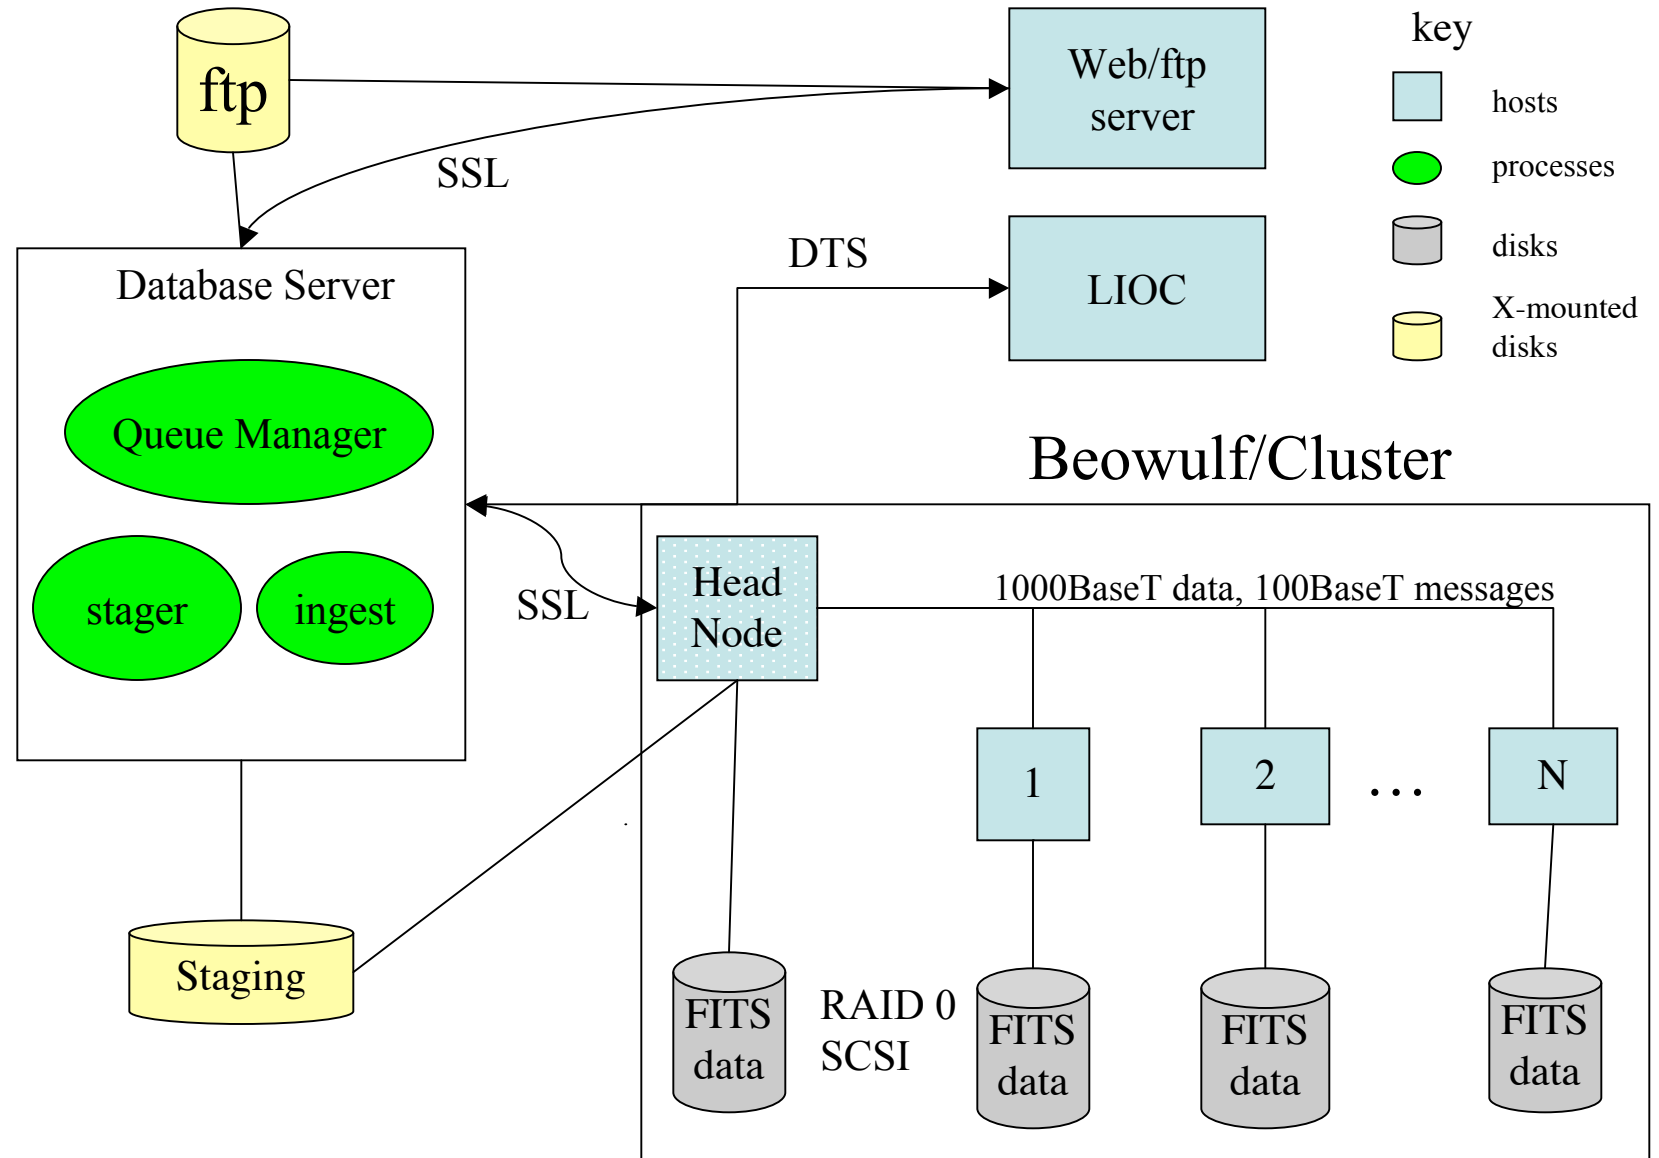 ftp
SSL
Web/ftp
server
key
hosts
processes
disks
X-mounted
disks
DTS
LIOC
Database Server
Queue Manager
stager
ingest
SSL
Beowulf/Cluster
Head
Node
1000BaseT data, 100BaseT messages
1
2
…
N
Staging
FITS
data
RAID 0
SCSI
FITS
data
FITS
data
FITS
data